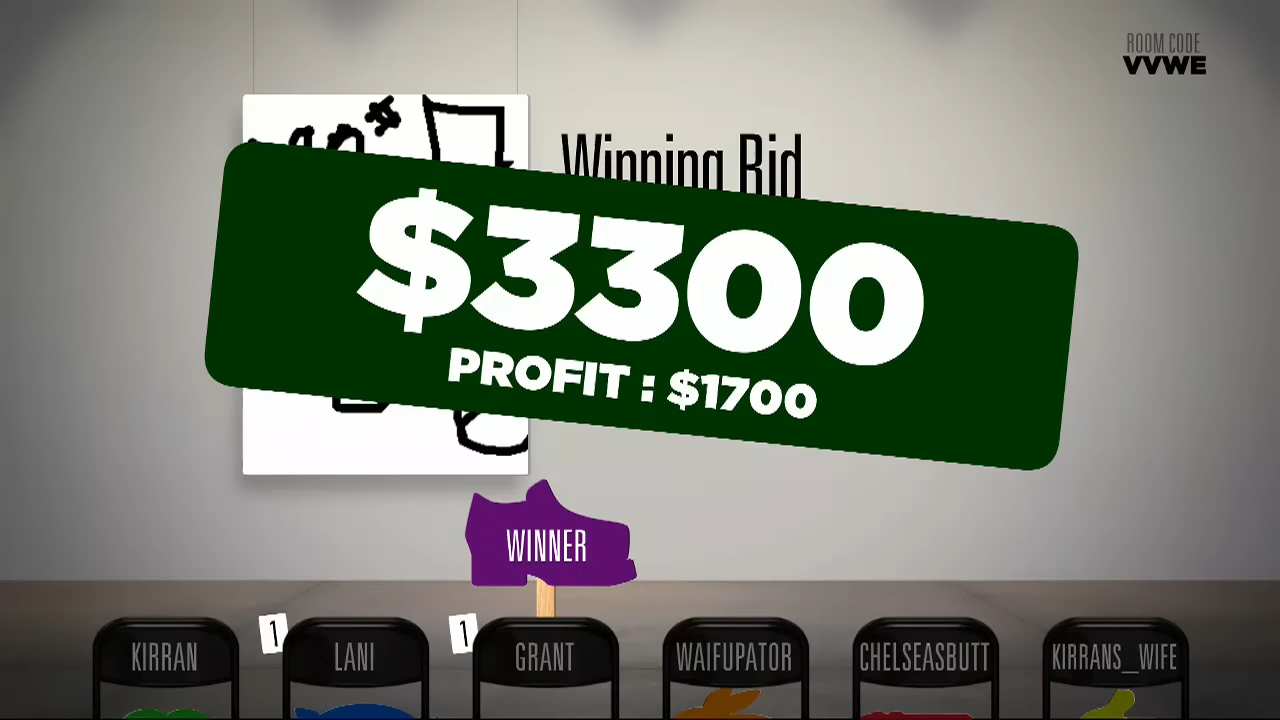 ROOM CODE
VVWE
Winning Bid
$3300
PROFIT : $1700
WINNER
1
1
KIRRAN
LANI
GRANT
WAIFUPATOR
CHELSEASBUTT
KIRRANS_WIFE